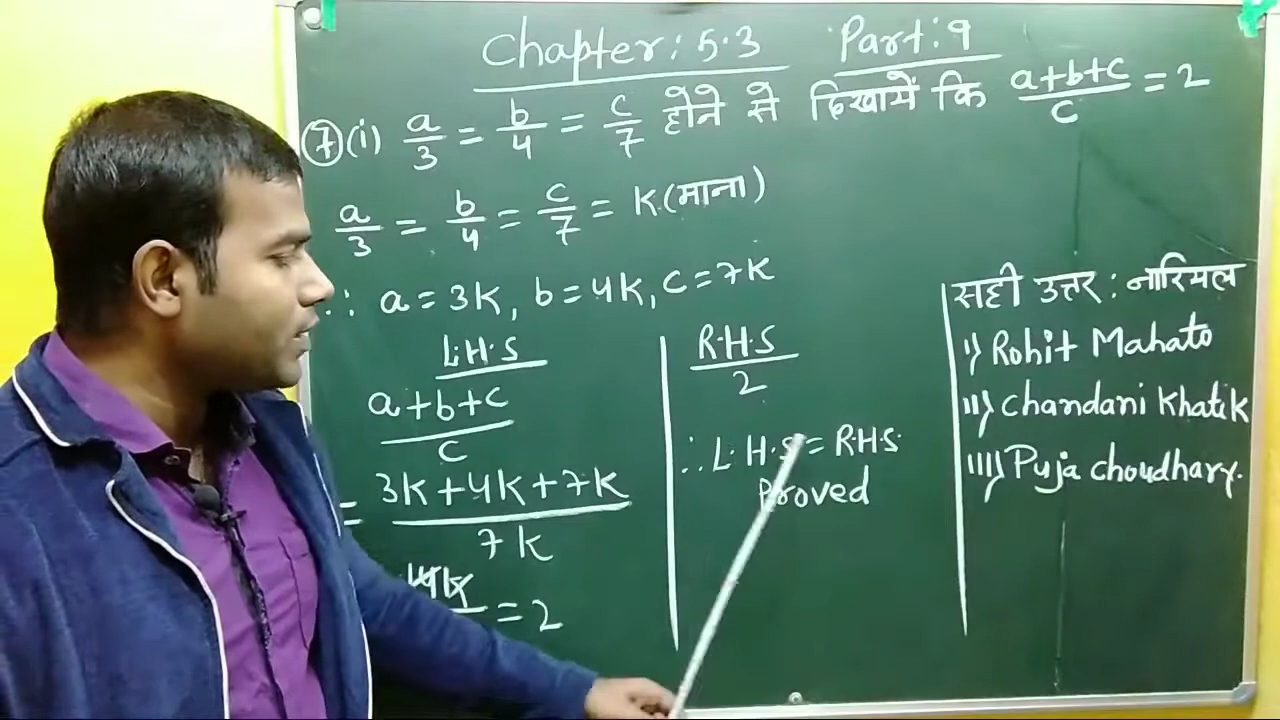 Chapter: 5.3 Part: 9
⑦(i) a/3 = b/4 = c/7 होने से दिखायें कि (a+b+c)/c = 2
a/3 = b/4 = c/7 = K (माना)
∴ a = 3K, b = 4K, c = 7K
L.H.S
(a+b+c)/c
= (3K+4K+7K)/7K
14K = 2
R.H.S
2
∴ L.H.S = R.H.S.
Proved
सही उत्तर : नारियल
i) Rohit Mahato
ii) Chandani Khatik
iii) Puja Choudhary.